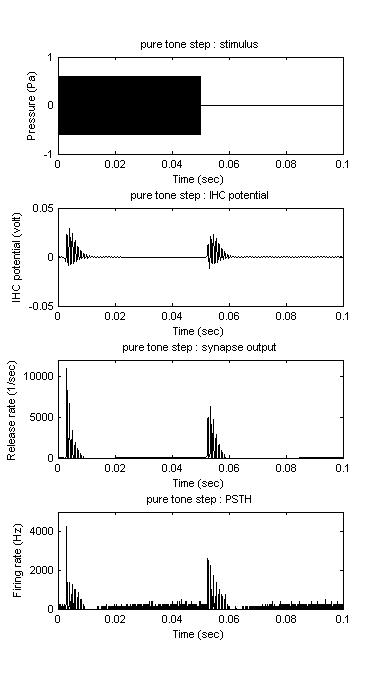 pure tone step : stimulus
1
0
-1
Pressure (Pa)
0 0.02 0.04 0.06 0.08 0.1
Time (sec)
pure tone step : IHC potential
0.05
0
-0.05
IHC potential (volt)
0 0.02 0.04 0.06 0.08 0.1
Time (sec)
pure tone step : synapse output
10000
5000
0
Release rate (1/sec)
0 0.02 0.04 0.06 0.08 0.1
Time (sec)
pure tone step : PSTH
4000
2000
0
Firing rate (Hz)
0 0.02 0.04 0.06 0.08 0.1
Time (sec)